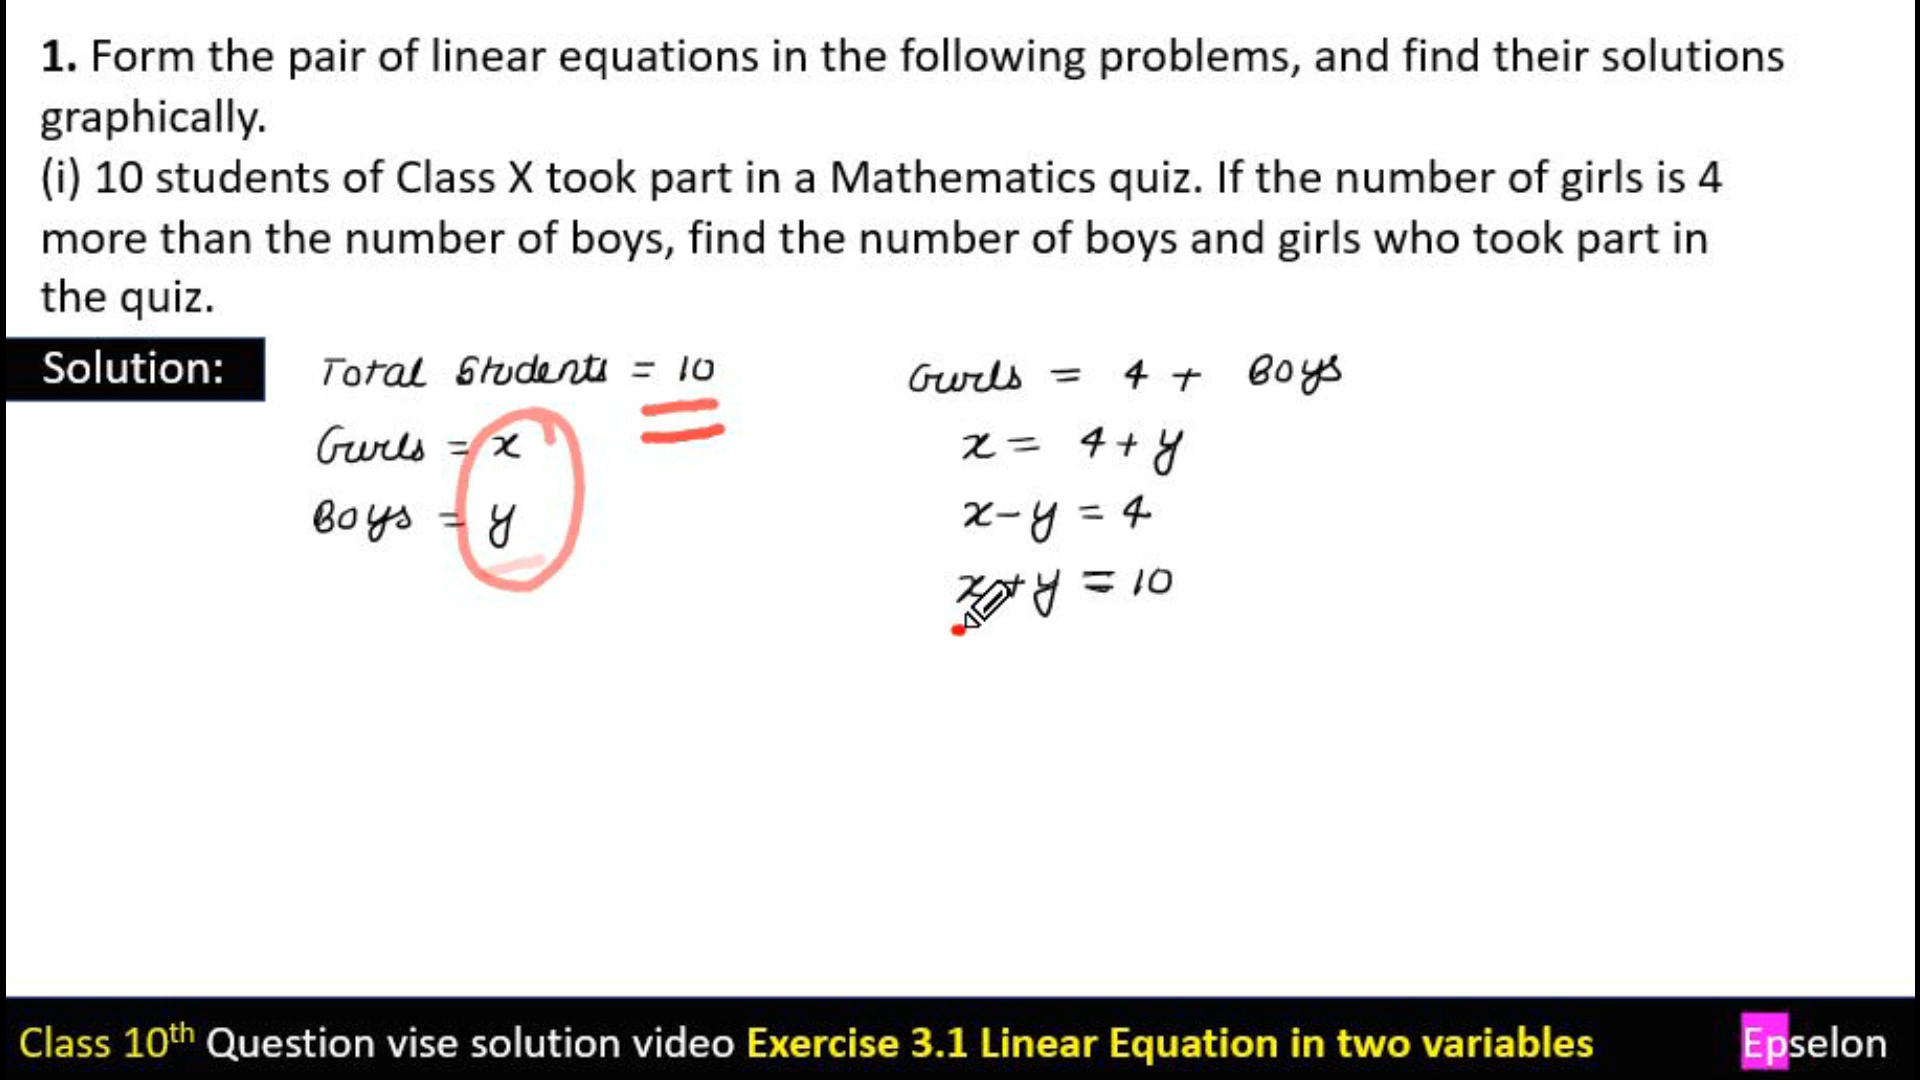 1. Form the pair of linear equations in the following problems, and find their solutions
graphically.
(i) 10 students of Class X took part in a Mathematics quiz. If the number of girls is 4
more than the number of boys, find the number of boys and girls who took part in
the quiz.
Solution:
Total Students = 10
Girls = x
Boys = y
Girls = 4 + Boys
x = 4 + y
x - y = 4
x + y = 10
Class 10th Question vise solution video Exercise 3.1 Linear Equation in two variables
Epselon